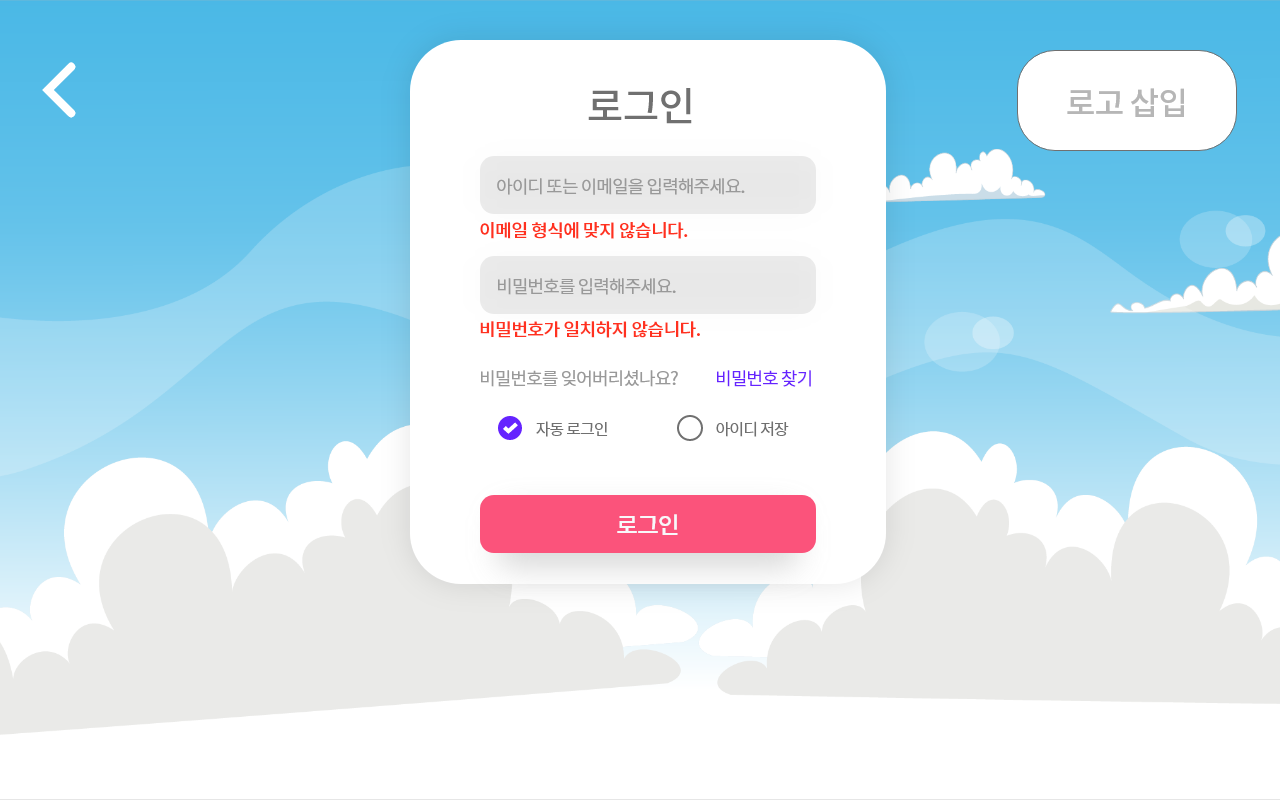 로그인
로고 삽입
아이디 또는 이메일을 입력해주세요.
이메일 형식에 맞지 않습니다.
비밀번호를 입력해주세요.
비밀번호가 일치하지 않습니다.
비밀번호를 잊어버리셨나요? 비밀번호 찾기
자동 로그인 아이디 저장
로그인